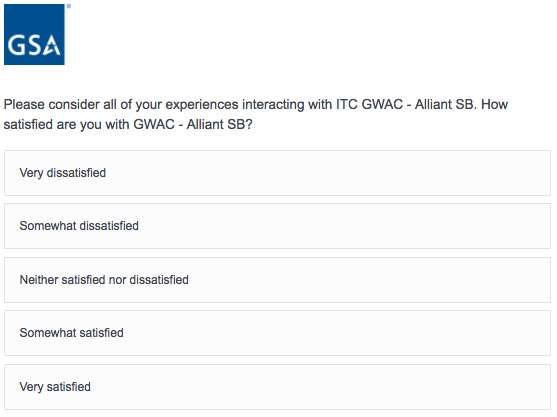 GSA
Please consider all of your experiences interacting with ITC GWAC - Alliant SB. How
satisfied are you with GWAC - Alliant SB?
Very dissatisfied
Somewhat dissatisfied
Neither satisfied nor dissatisfied
Somewhat satisfied
Very satisfied